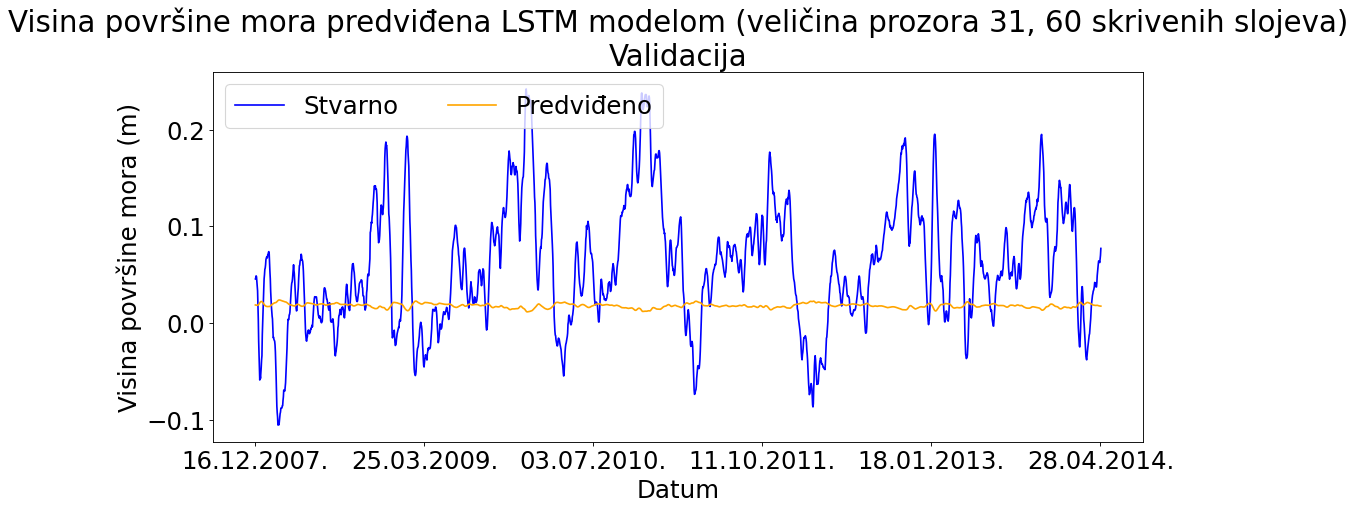 Visina površine mora predviđena LSTM modelom (veličina prozora 31, 60 skrivenih slojeva)
Validacija
Stvarno Predviđeno
Visina površine mora (m)
0.2
0.1
0.0
−0.1
16.12.2007. 25.03.2009. 03.07.2010. 11.10.2011. 18.01.2013. 28.04.2014.
Datum